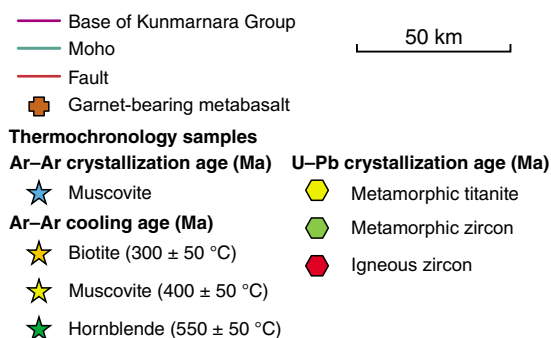 Base of Kunmarnara Group
Moho
Fault
Garnet-bearing metabasalt
50 km
Thermochronology samples
Ar–Ar crystallization age (Ma)
Muscovite
Ar–Ar cooling age (Ma)
Biotite (300 ± 50 °C)
Muscovite (400 ± 50 °C)
Hornblende (550 ± 50 °C)
U–Pb crystallization age (Ma)
Metamorphic titanite
Metamorphic zircon
Igneous zircon